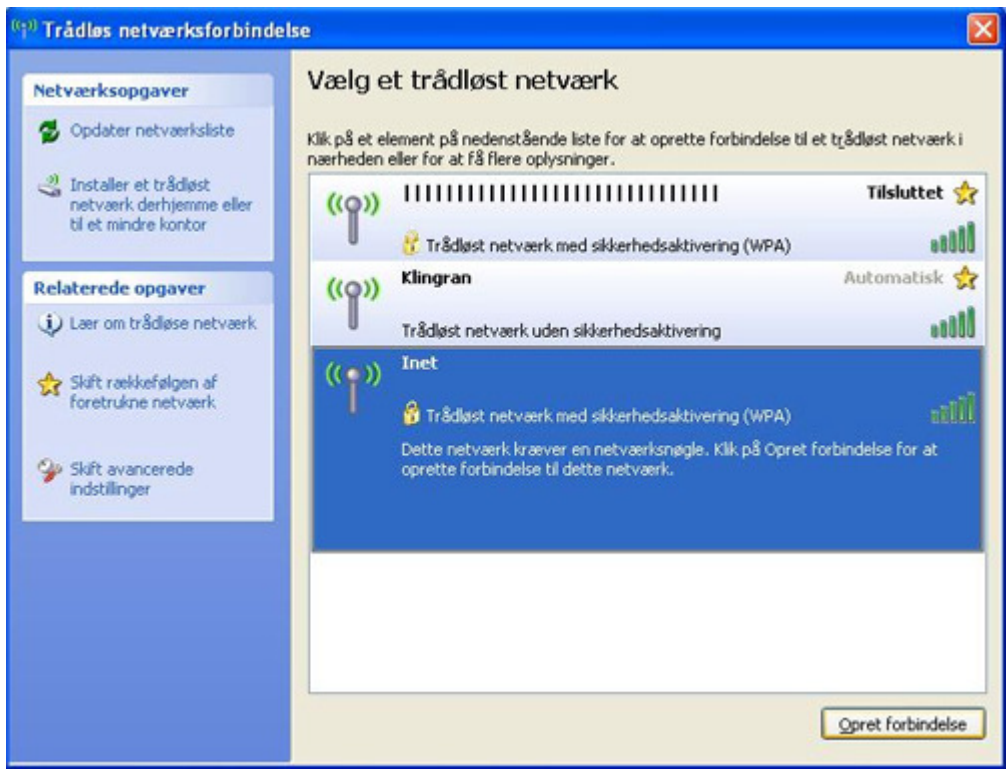 Trådløs netværksforbindelse
Netværksopgaver
Opdater netværksliste
Installer et trådløst
netværk derhjemme eller
til et mindre kontor
Relaterede opgaver
Lær om trådløse netværk
Skift rækkefølgen af
foretrukne netværk
Skift avancerede
indstillinger
Vælg et trådløst netværk
Klik på et element på nedenstående liste for at oprette forbindelse til et trådløst netværk i
nærheden eller for at få flere oplysninger.
Tilsluttet
Trådløst netværk med sikkerhedsaktivering (WPA)
Klingran
Automatisk
Trådløst netværk uden sikkerhedsaktivering
Inet
Trådløst netværk med sikkerhedsaktivering (WPA)
Dette netværk kræver en netværksnøgle. Klik på Opret forbindelse for at
oprette forbindelse til dette netværk.
Opret forbindelse